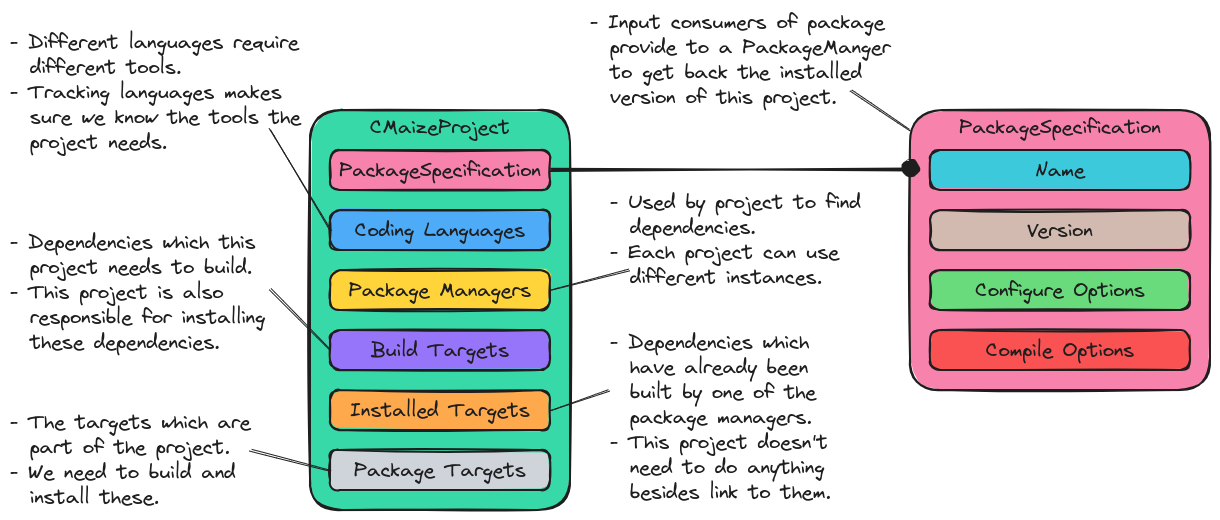 - Different languages require
different tools.
- Tracking languages makes
sure we know the tools the
project needs.
- Dependencies which this
project needs to build.
- This project is also
responsible for installing
these dependencies.
- The targets which are
part of the project.
- We need to build and
install these.
CMaizeProject
PackageSpecification
Coding Languages
Package Managers
Build Targets
Installed Targets
Package Targets
- Input consumers of package
provide to a PackageManger
to get back the installed
version of this project.
- Used by project to find
dependencies.
- Each project can use
different instances.
- Dependencies which
have already been
built by one of the
package managers.
- This project doesn't
need to do anything
besides link to them.
PackageSpecification
Name
Version
Configure Options
Compile Options